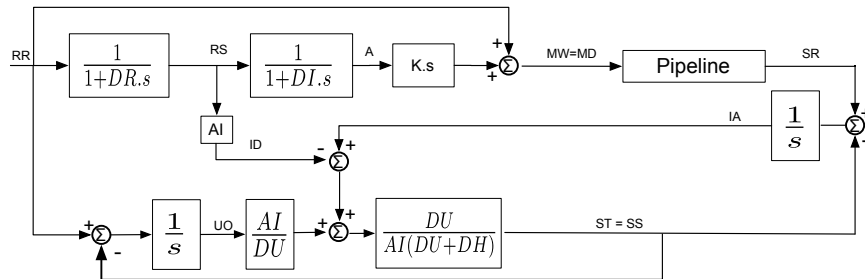 RR
1
1+DR.s
RS
1
1+DI.s
A
K.s
+
+
Σ
MW=MD
Pipeline
SR
AI
ID
-
+
Σ
IA
1
s
-
Σ
-
+
Σ
-
1
s
UO
AI
DU
+
+
Σ
DU
AI(DU+DH)
ST = SS